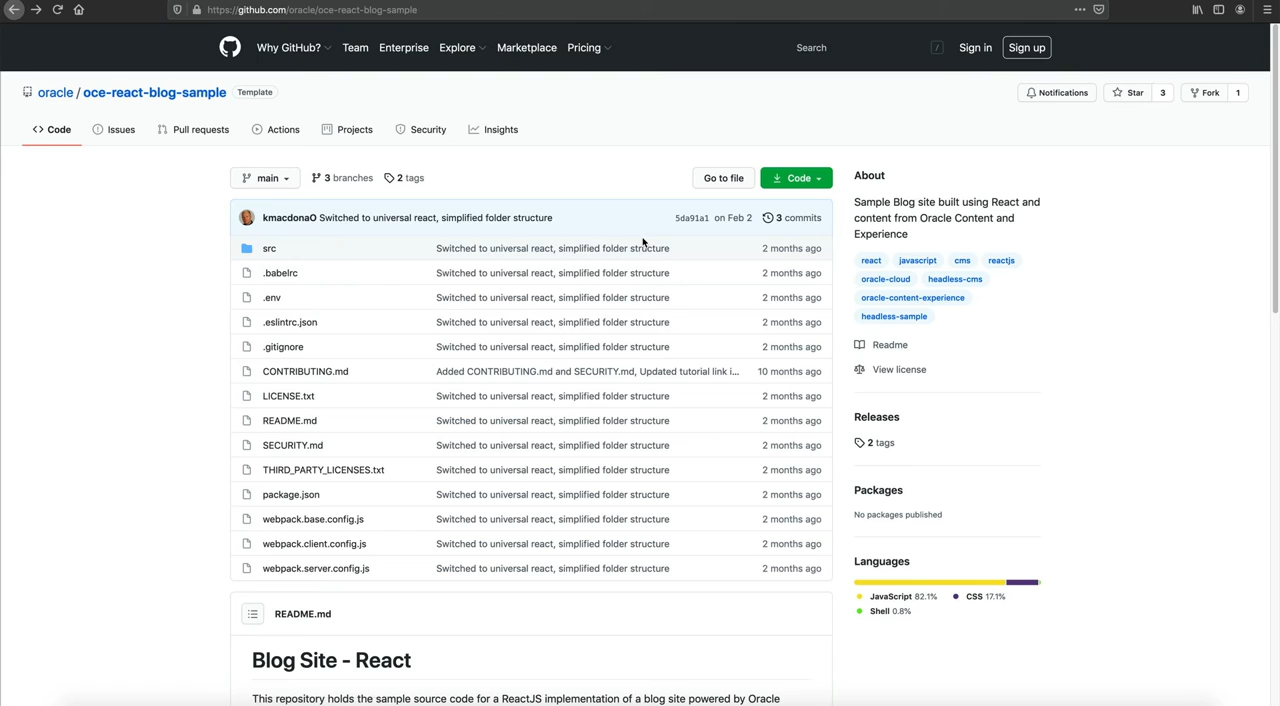 https://github.com/oracle/oce-react-blog-sample
Why GitHub? Team Enterprise Explore Marketplace Pricing Search / Sign in Sign up
oracle / oce-react-blog-sample Template Notifications Star 3 Fork 1
Code Issues Pull requests Actions Projects Security Insights
main 3 branches 2 tags Go to file Code
kmacdonaO Switched to universal react, simplified folder structure 5da91a1 on Feb 2 3 commits
src Switched to universal react, simplified folder structure 2 months ago
.babelrc Switched to universal react, simplified folder structure 2 months ago
.env Switched to universal react, simplified folder structure 2 months ago
.eslintrc.json Switched to universal react, simplified folder structure 2 months ago
.gitignore Switched to universal react, simplified folder structure 2 months ago
CONTRIBUTING.md Added CONTRIBUTING.md and SECURITY.md, Updated tutorial link i... 10 months ago
LICENSE.txt Switched to universal react, simplified folder structure 2 months ago
README.md Switched to universal react, simplified folder structure 2 months ago
SECURITY.md Switched to universal react, simplified folder structure 2 months ago
THIRD_PARTY_LICENSES.txt Switched to universal react, simplified folder structure 2 months ago
package.json Switched to universal react, simplified folder structure 2 months ago
webpack.base.config.js Switched to universal react, simplified folder structure 2 months ago
webpack.client.config.js Switched to universal react, simplified folder structure 2 months ago
webpack.server.config.js Switched to universal react, simplified folder structure 2 months ago
README.md
Blog Site - React
This repository holds the sample source code for a ReactJS implementation of a blog site powered by Oracle
About
Sample Blog site built using React and
content from Oracle Content and
Experience
react javascript cms reactjs
oracle-cloud headless-cms
oracle-content-experience
headless-sample
Readme
View license
Releases
2 tags
Packages
No packages published
Languages
JavaScript 82.1% CSS 17.1%
Shell 0.8%